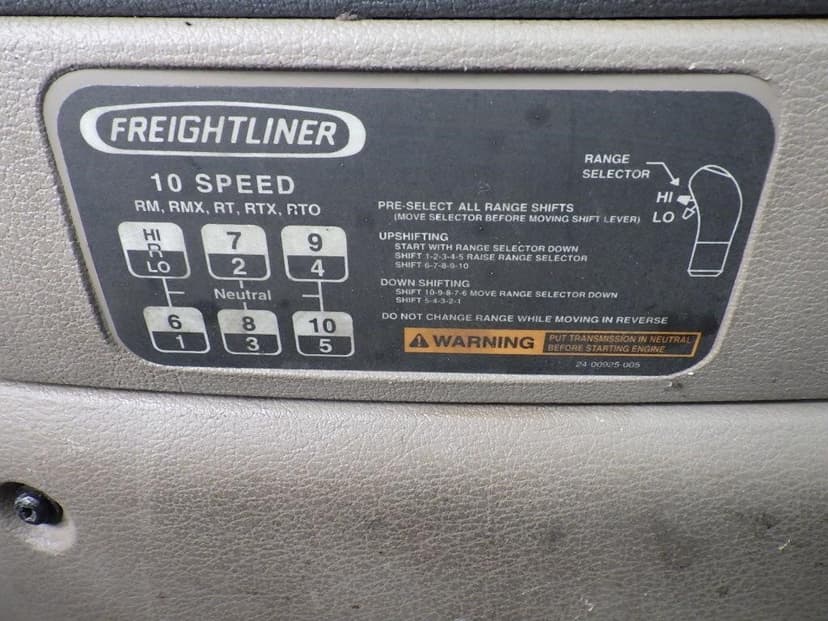 FREIGHTLINER
10 SPEED
RM, RMX, RT, RTX, RTO
HI 7 9
R
LO 2 4
Neutral
6 8 10
1 3 5
RANGE
SELECTOR
HI
LO
PRE-SELECT ALL RANGE SHIFTS
(MOVE SELECTOR BEFORE MOVING SHIFT LEVER)
UPSHIFTING
START WITH RANGE SELECTOR DOWN
SHIFT 1-2-3-4-5 RAISE RANGE SELECTOR
SHIFT 6-7-8-9-10
DOWN SHIFTING
SHIFT 10-9-8-7-6 MOVE RANGE SELECTOR DOWN
SHIFT 5-4-3-2-1
DO NOT CHANGE RANGE WHILE MOVING IN REVERSE
WARNING PUT TRANSMISSION IN NEUTRAL
BEFORE STARTING ENGINE
24-00925-005